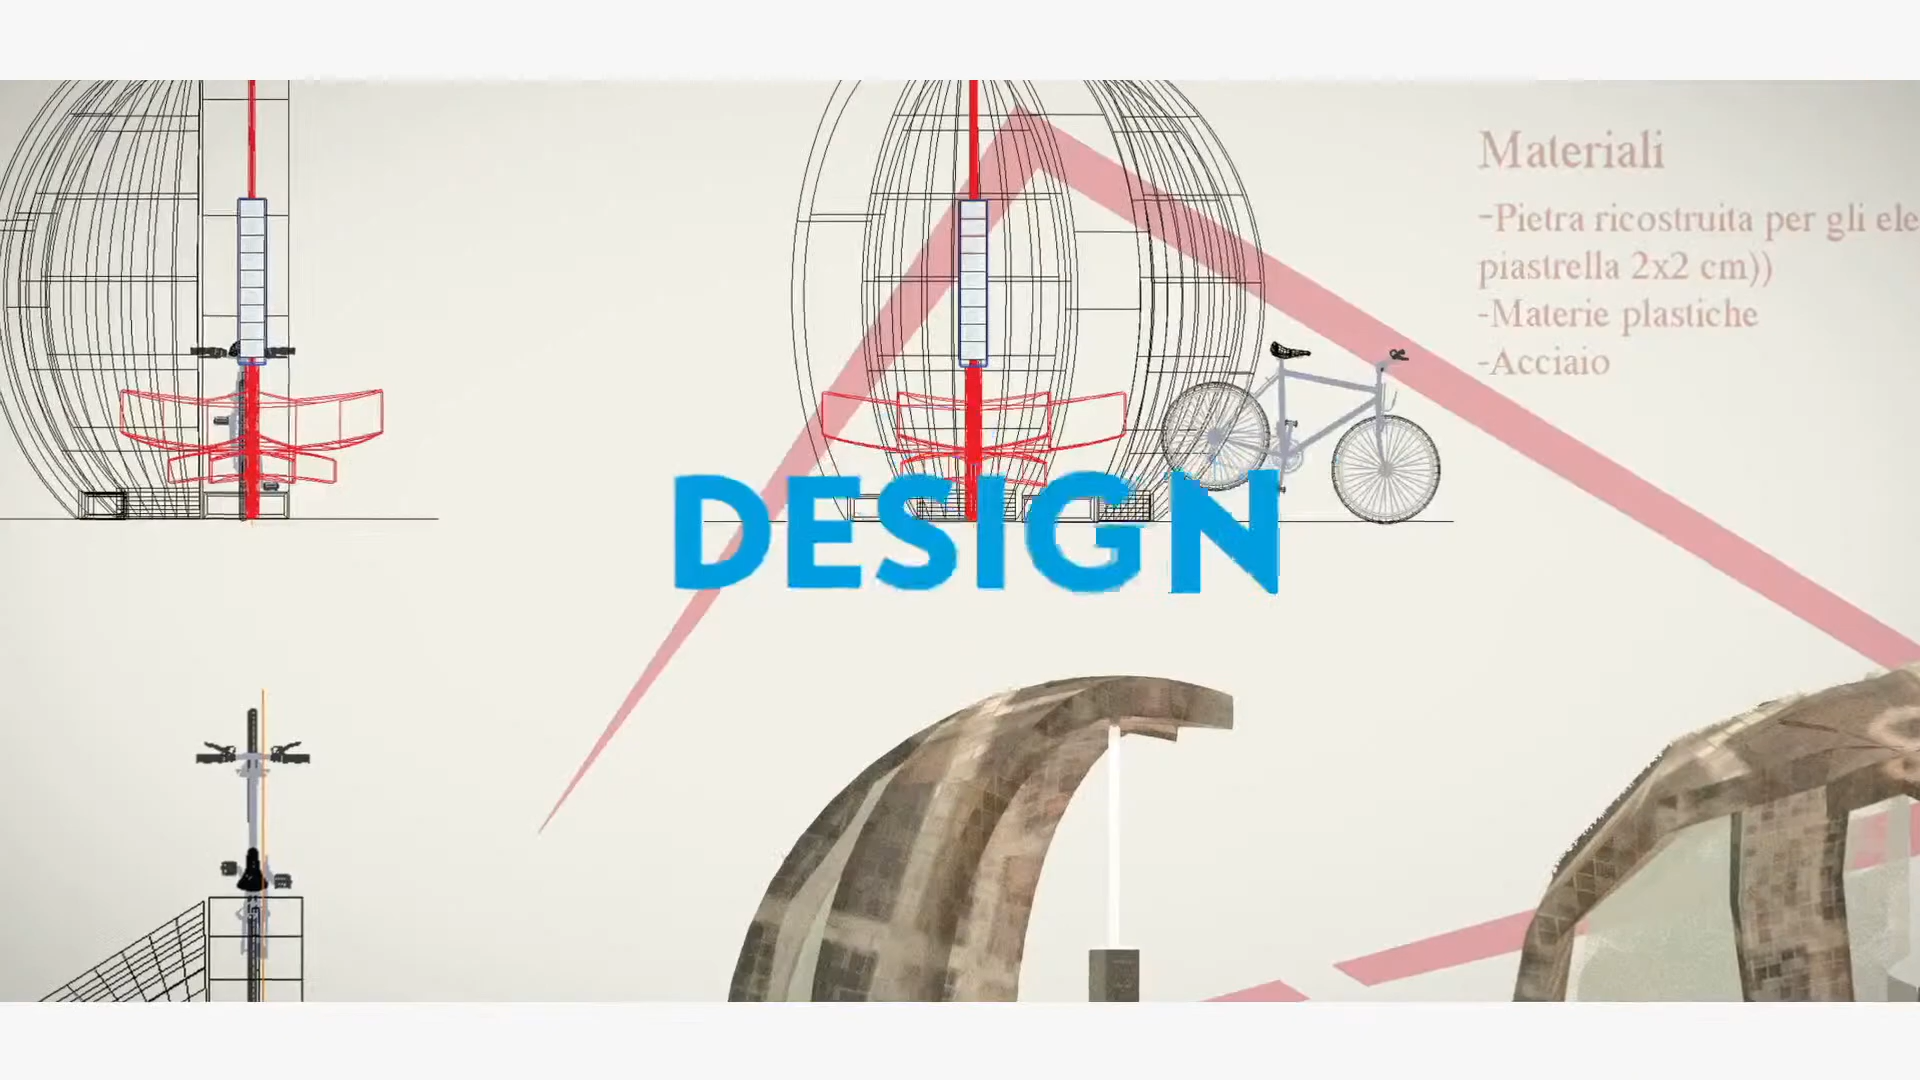 Materiali
-Pietra ricostruita per gli ele
piastrella 2x2 cm))
-Materie plastiche
-Acciaio
DESIGN